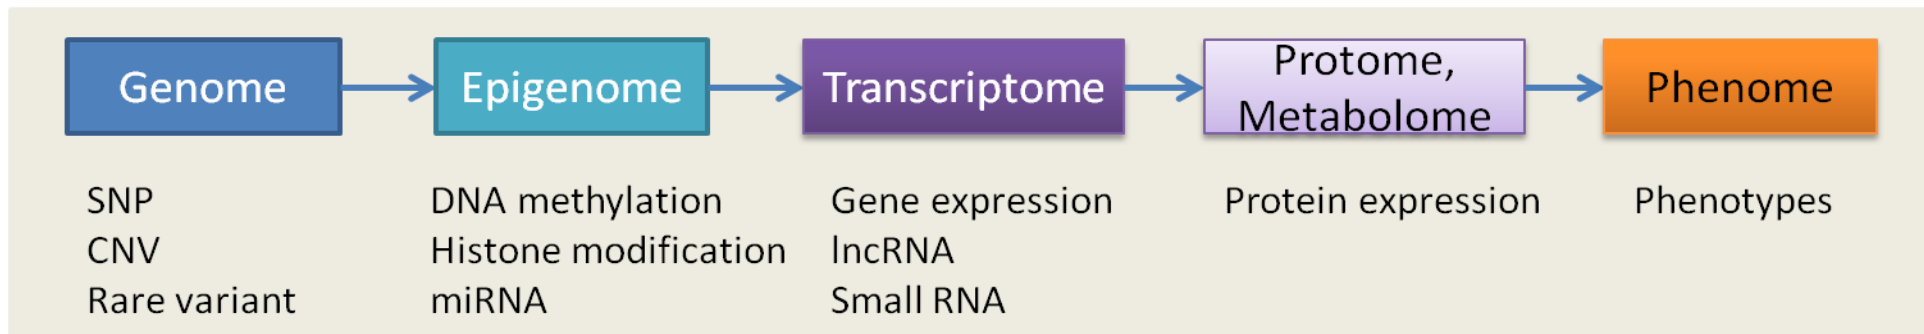 Genome
Epigenome
Transcriptome
Protome,
Metabolome
Phenome
SNP
CNV
Rare variant
DNA methylation
Histone modification
miRNA
Gene expression
lncRNA
Small RNA
Protein expression
Phenotypes